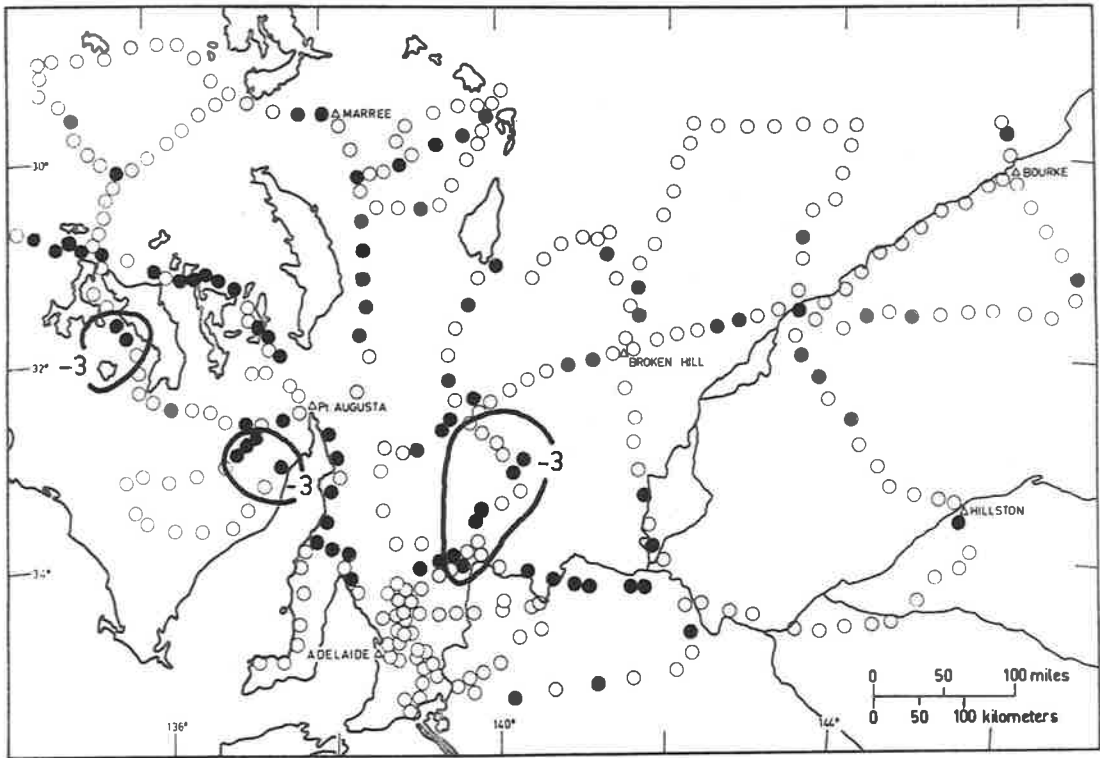 MARREE
30°
BOURKE
32°
-3
BROKEN HILL
Pt. AUGUSTA
-3
-3
HILLSTON
34°
ADELAIDE
0 50 100 miles
0 50 100 kilometers
136°
140°
144°